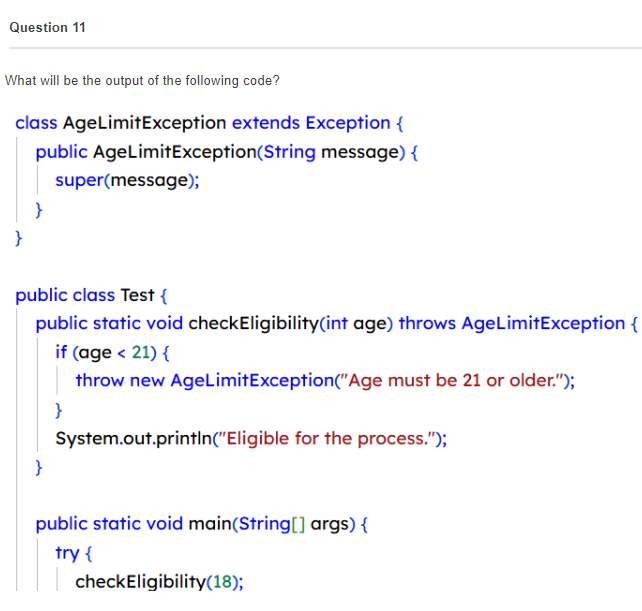 Question 11
What will be the output of the following code?
class AgeLimitException extends Exception {
public AgeLimitException(String message) {
super(message);
}
}
public class Test {
public static void checkEligibility(int age) throws AgeLimitException {
if (age < 21) {
throw new AgeLimitException("Age must be 21 or older.");
}
System.out.println("Eligible for the process.");
}
public static void main(String[] args) {
try {
checkEligibility(18);